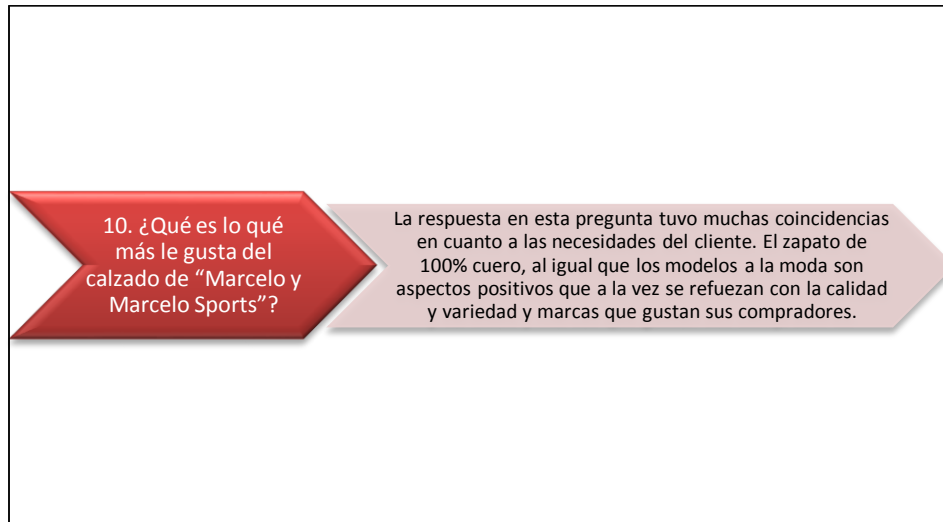 10. ¿Qué es lo qué
más le gusta del
calzado de “Marcelo y
Marcelo Sports”?
La respuesta en esta pregunta tuvo muchas coincidencias
en cuanto a las necesidades del cliente. El zapato de
100% cuero, al igual que los modelos a la moda son
aspectos positivos que a la vez se refuezan con la calidad
y variedad y marcas que gustan sus compradores.